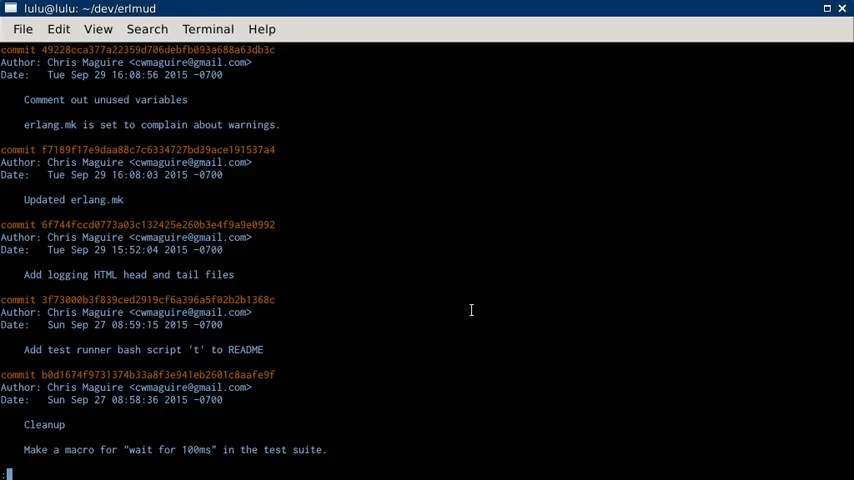 lulu@lulu: ~/dev/erlmud
File Edit View Search Terminal Help
commit 49228cca377a22359d706debfb093a688a63db3c
Author: Chris Maguire <cwmaguire@gmail.com>
Date:   Tue Sep 29 16:08:56 2015 -0700
Comment out unused variables
erlang.mk is set to complain about warnings.
commit f7189f17e9daa88c7c6334727bd39ace191537a4
Author: Chris Maguire <cwmaguire@gmail.com>
Date:   Tue Sep 29 16:08:03 2015 -0700
Updated erlang.mk
commit 6f744fccd0773a03c132425e260b3e4f9a9e0992
Author: Chris Maguire <cwmaguire@gmail.com>
Date:   Tue Sep 29 15:52:04 2015 -0700
Add logging HTML head and tail files
commit 3f73000b3f839ced2919cf6a396a5f02b2b1368c
Author: Chris Maguire <cwmaguire@gmail.com>
Date:   Sun Sep 27 08:59:15 2015 -0700
Add test runner bash script 't' to README
commit b0d1674f9731374b33a8f3e941eb2601c8aafe9f
Author: Chris Maguire <cwmaguire@gmail.com>
Date:   Sun Sep 27 08:58:36 2015 -0700
Cleanup
Make a macro for "wait for 100ms" in the test suite.
: